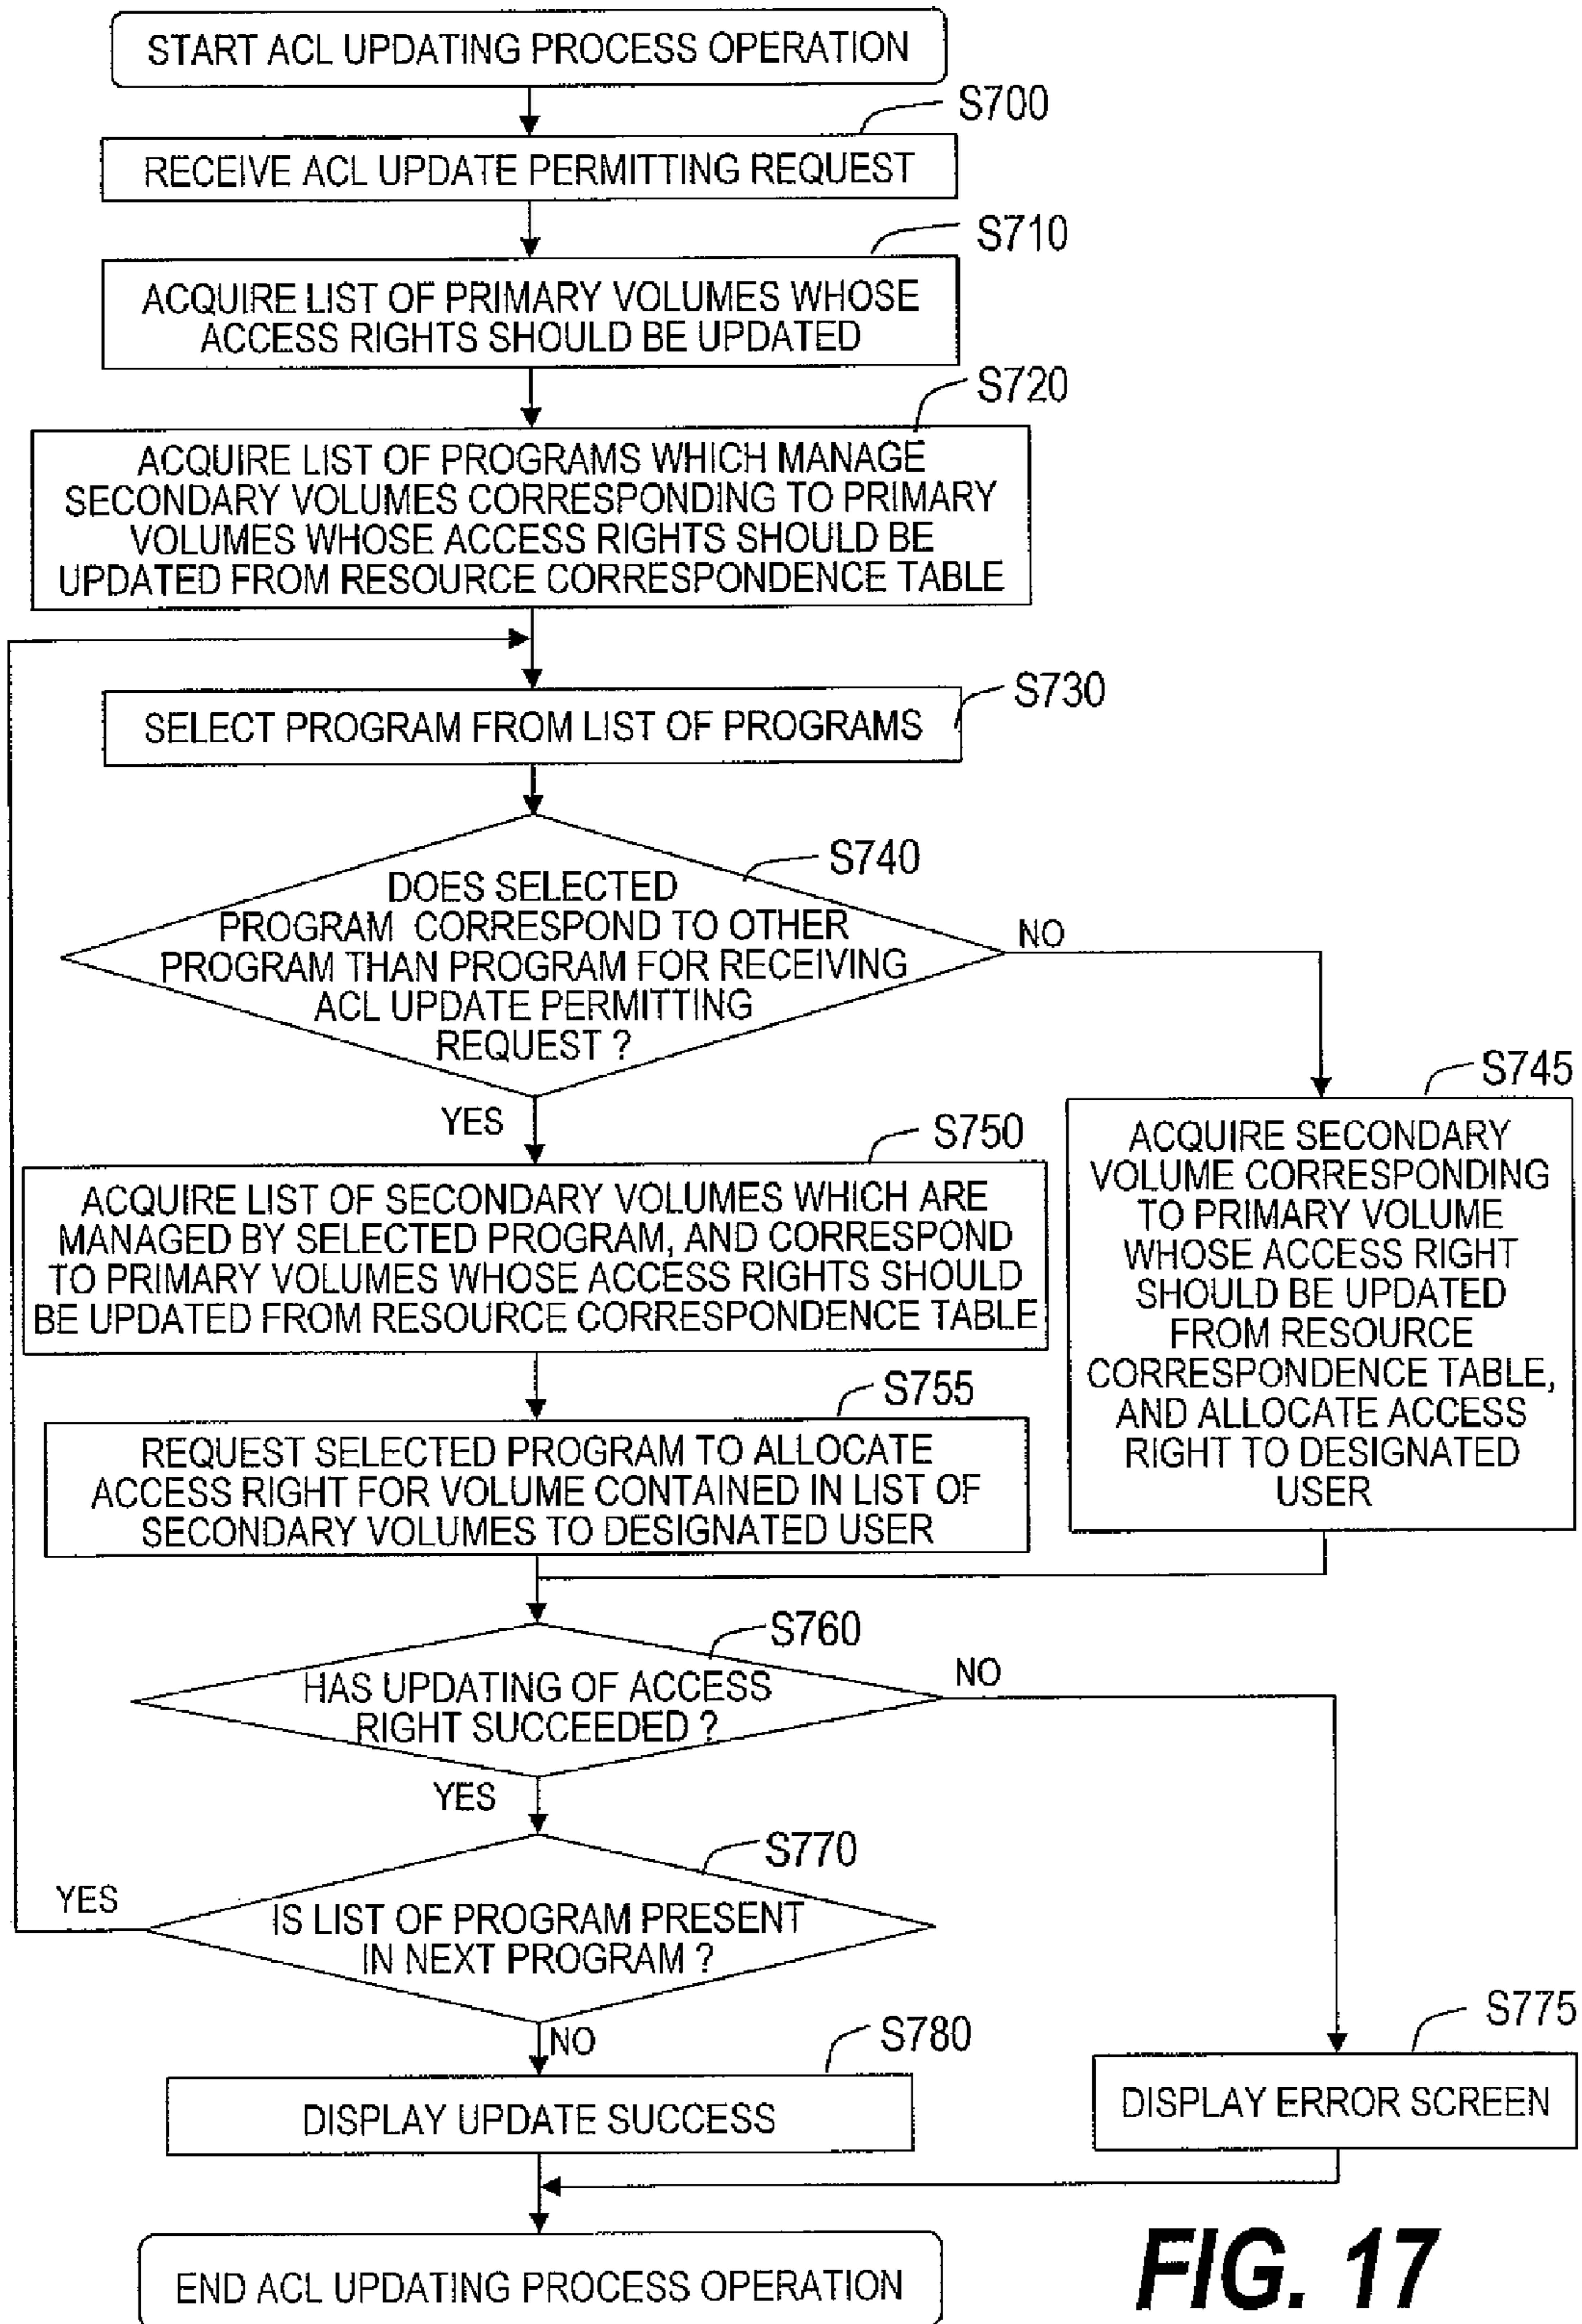 START ACL UPDATING PROCESS OPERATION
S700
RECEIVE ACL UPDATE PERMITTING REQUEST
S710
ACQUIRE LIST OF PRIMARY VOLUMES WHOSE
ACCESS RIGHTS SHOULD BE UPDATED
S720
ACQUIRE LIST OF PROGRAMS WHICH MANAGE
SECONDARY VOLUMES CORRESPONDING TO PRIMARY
VOLUMES WHOSE ACCESS RIGHTS SHOULD BE
UPDATED FROM RESOURCE CORRESPONDENCE TABLE
S730
SELECT PROGRAM FROM LIST OF PROGRAMS
S740
DOES SELECTED
PROGRAM CORRESPOND TO OTHER
PROGRAM THAN PROGRAM FOR RECEIVING
ACL UPDATE PERMITTING
REQUEST ?
NO
YES
S745
ACQUIRE SECONDARY
VOLUME CORRESPONDING
TO PRIMARY VOLUME
WHOSE ACCESS RIGHT
SHOULD BE UPDATED
FROM RESOURCE
CORRESPONDENCE TABLE,
AND ALLOCATE ACCESS
RIGHT TO DESIGNATED
USER
S750
ACQUIRE LIST OF SECONDARY VOLUMES WHICH ARE
MANAGED BY SELECTED PROGRAM, AND CORRESPOND
TO PRIMARY VOLUMES WHOSE ACCESS RIGHTS SHOULD
BE UPDATED FROM RESOURCE CORRESPONDENCE TABLE
S755
REQUEST SELECTED PROGRAM TO ALLOCATE
ACCESS RIGHT FOR VOLUME CONTAINED IN LIST OF
SECONDARY VOLUMES TO DESIGNATED USER
S760
HAS UPDATING OF ACCESS
RIGHT SUCCEEDED ?
NO
YES
S770
YES
IS LIST OF PROGRAM PRESENT
IN NEXT PROGRAM ?
NO
S780
DISPLAY UPDATE SUCCESS
S775
DISPLAY ERROR SCREEN
END ACL UPDATING PROCESS OPERATION
FIG. 17